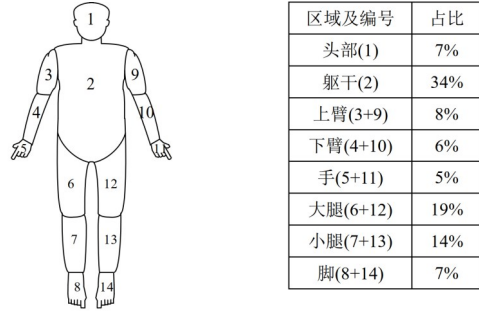 1
2
3
9
4
10
5
1
6
12
7
13
8
14
区域及编号 占比
头部(1) 7%
躯干(2) 34%
上臂(3+9) 8%
下臂(4+10) 6%
手(5+11) 5%
大腿(6+12) 19%
小腿(7+13) 14%
脚(8+14) 7%